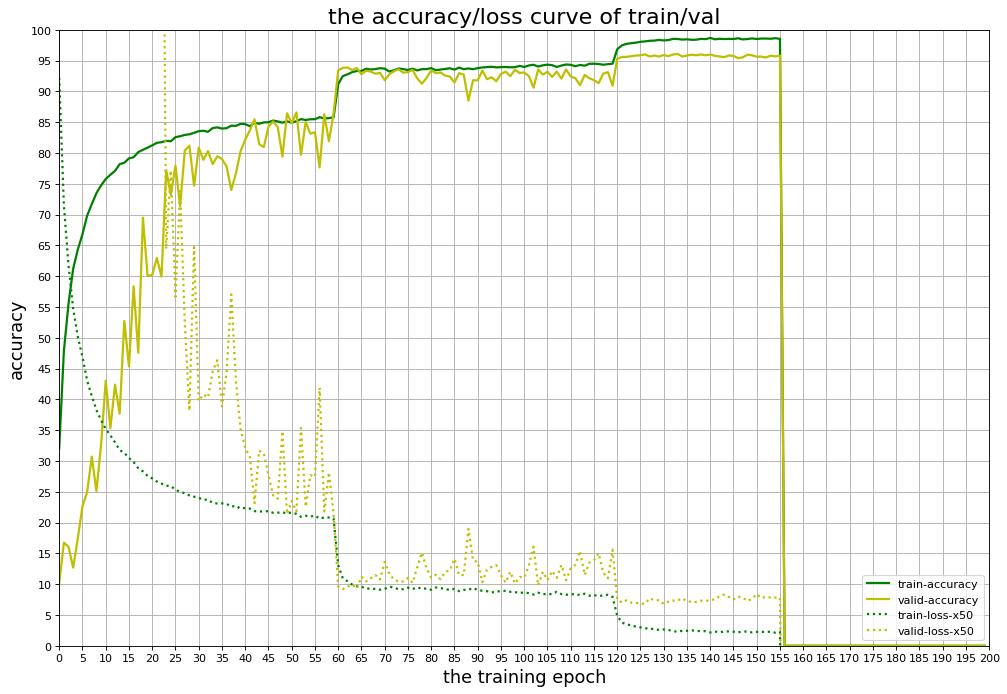 the accuracy/loss curve of train/val
100
95
90
85
80
75
70
65
60
55
50
45
40
35
30
25
20
15
10
5
0
accuracy
train-accuracy
valid-accuracy
train-loss-x50
valid-loss-x50
0 5 10 15 20 25 30 35 40 45 50 55 60 65 70 75 80 85 90 95 100 105 110 115 120 125 130 135 140 145 150 155 160 165 170 175 180 185 190 195 200
the training epoch